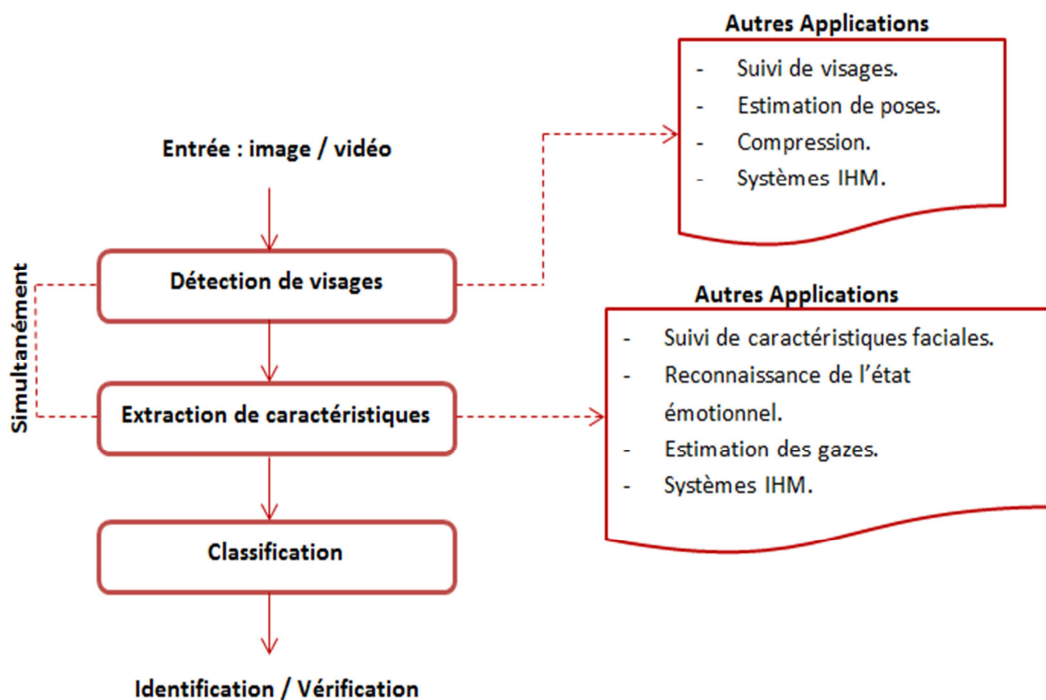 Autres Applications
- Suivi de visages.
- Estimation de poses.
- Compression.
- Systèmes IHM.
Entrée : image / vidéo
Détection de visages
Simultanément
Autres Applications
- Suivi de caractéristiques faciales.
- Reconnaissance de l'état
émotionnel.
- Estimation des gazes.
- Systèmes IHM.
Extraction de caractéristiques
Classification
Identification / Vérification